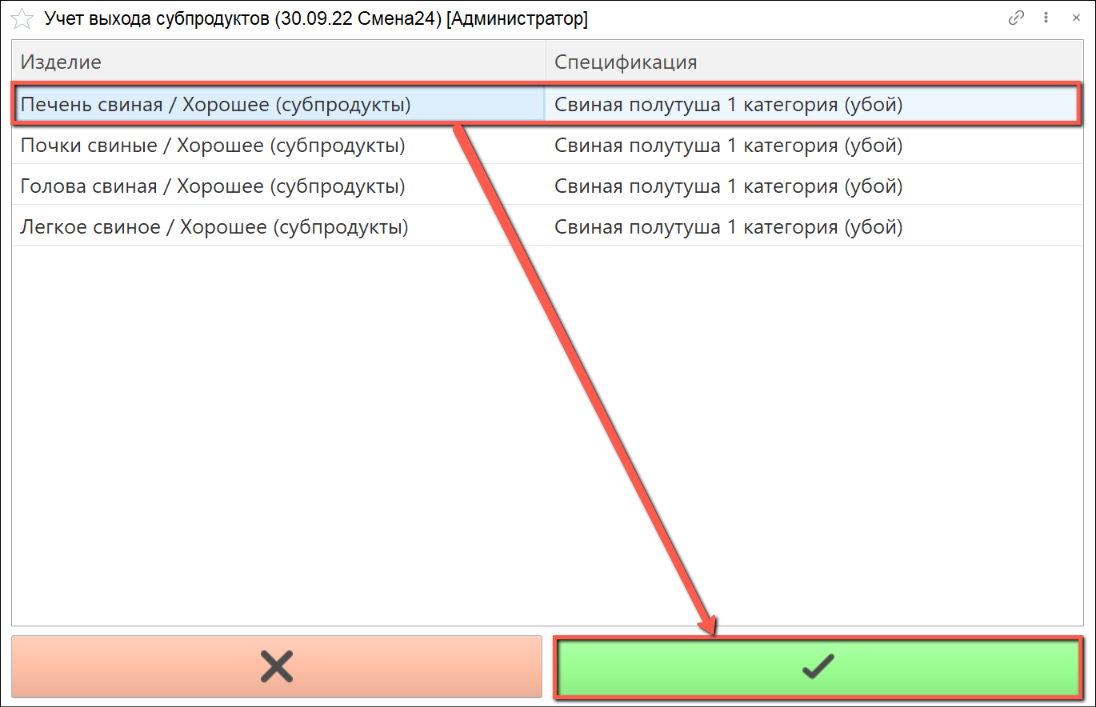 Учет выхода субпродуктов (30.09.22 Смена24) [Администратор]
Изделие Спецификация
Печень свиная / Хорошее (субпродукты) Свиная полутуша 1 категория (убой)
Почки свиные / Хорошее (субпродукты) Свиная полутуша 1 категория (убой)
Голова свиная / Хорошее (субпродукты) Свиная полутуша 1 категория (убой)
Легкое свиное / Хорошее (субпродукты) Свиная полутуша 1 категория (убой)